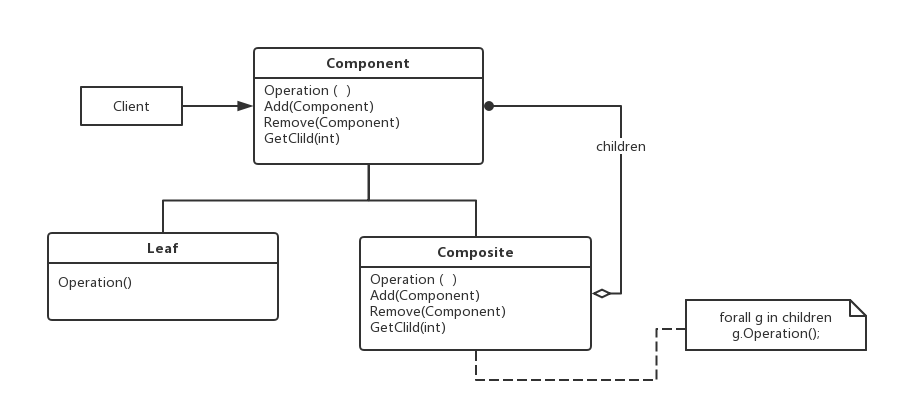 Component
Operation (  )
Add(Component)
Remove(Component)
GetClild(int)
Client
children
Leaf
Operation()
Composite
Operation (  )
Add(Component)
Remove(Component)
GetClild(int)
forall g in children
g.Operation();